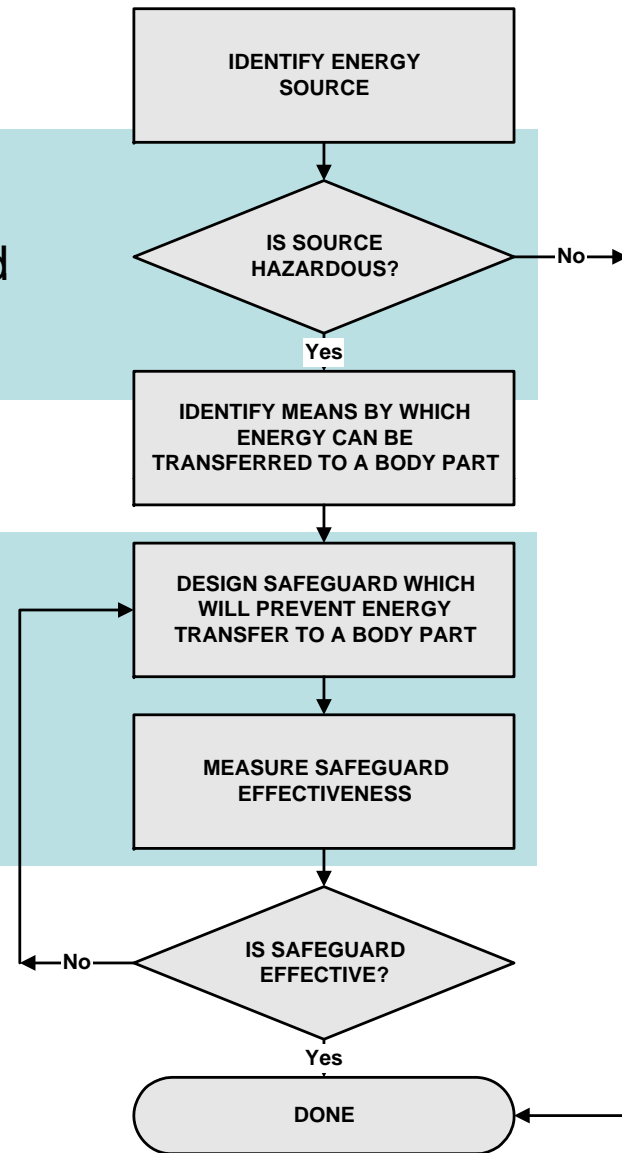 IDENTIFY ENERGY
SOURCE
IS SOURCE
HAZARDOUS?
No
Yes
IDENTIFY MEANS BY WHICH
ENERGY CAN BE
TRANSFERRED TO A BODY PART
DESIGN SAFEGUARD WHICH
WILL PREVENT ENERGY
TRANSFER TO A BODY PART
MEASURE SAFEGUARD
EFFECTIVENESS
IS SAFEGUARD
EFFECTIVE?
No
Yes
DONE